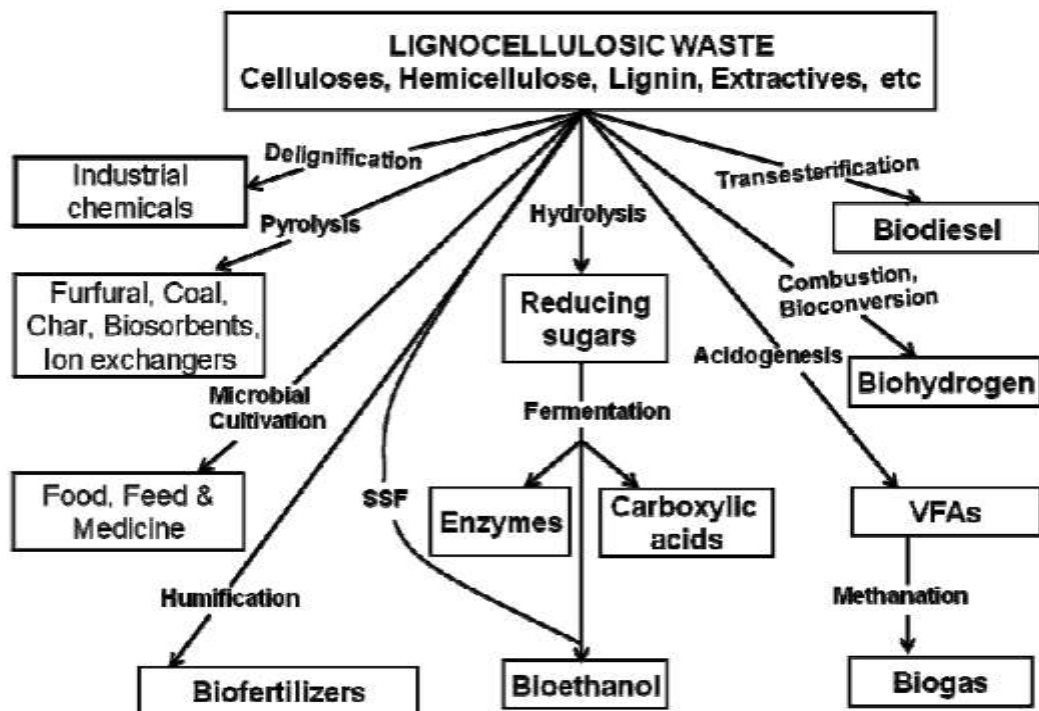 LIGNOCELLULOSIC WASTE
Celluloses, Hemicellulose, Lignin, Extractives, etc
Delignification
Transesterification
Industrial
chemicals
Pyrolysis
Hydrolysis
Biodiesel
Furfural, Coal,
Char, Biosorbents,
Ion exchangers
Reducing
sugars
Combustion,
Bioconversion
Acidogenesis
Biohydrogen
Microbial
Cultivation
Fermentation
Food, Feed &
Medicine
SSF
Enzymes
Carboxylic
acids
VFAs
Humification
Methanation
Biofertilizers
Bioethanol
Biogas